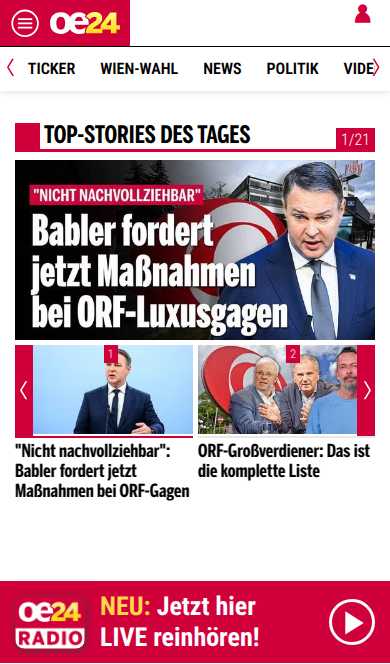 oe24
TICKER WIEN-WAHL NEWS POLITIK VIDE
TOP-STORIES DES TAGES
1/21
"NICHT NACHVOLLZIEHBAR"
Babler fordert
jetzt Maßnahmen
bei ORF-Luxusgagen
1
2
"Nicht nachvollziehbar":
Babler fordert jetzt
Maßnahmen bei ORF-Gagen
ORF-Großverdiener: Das ist
die komplette Liste
oe24
RADIO
NEU: Jetzt hier
LIVE reinhören!